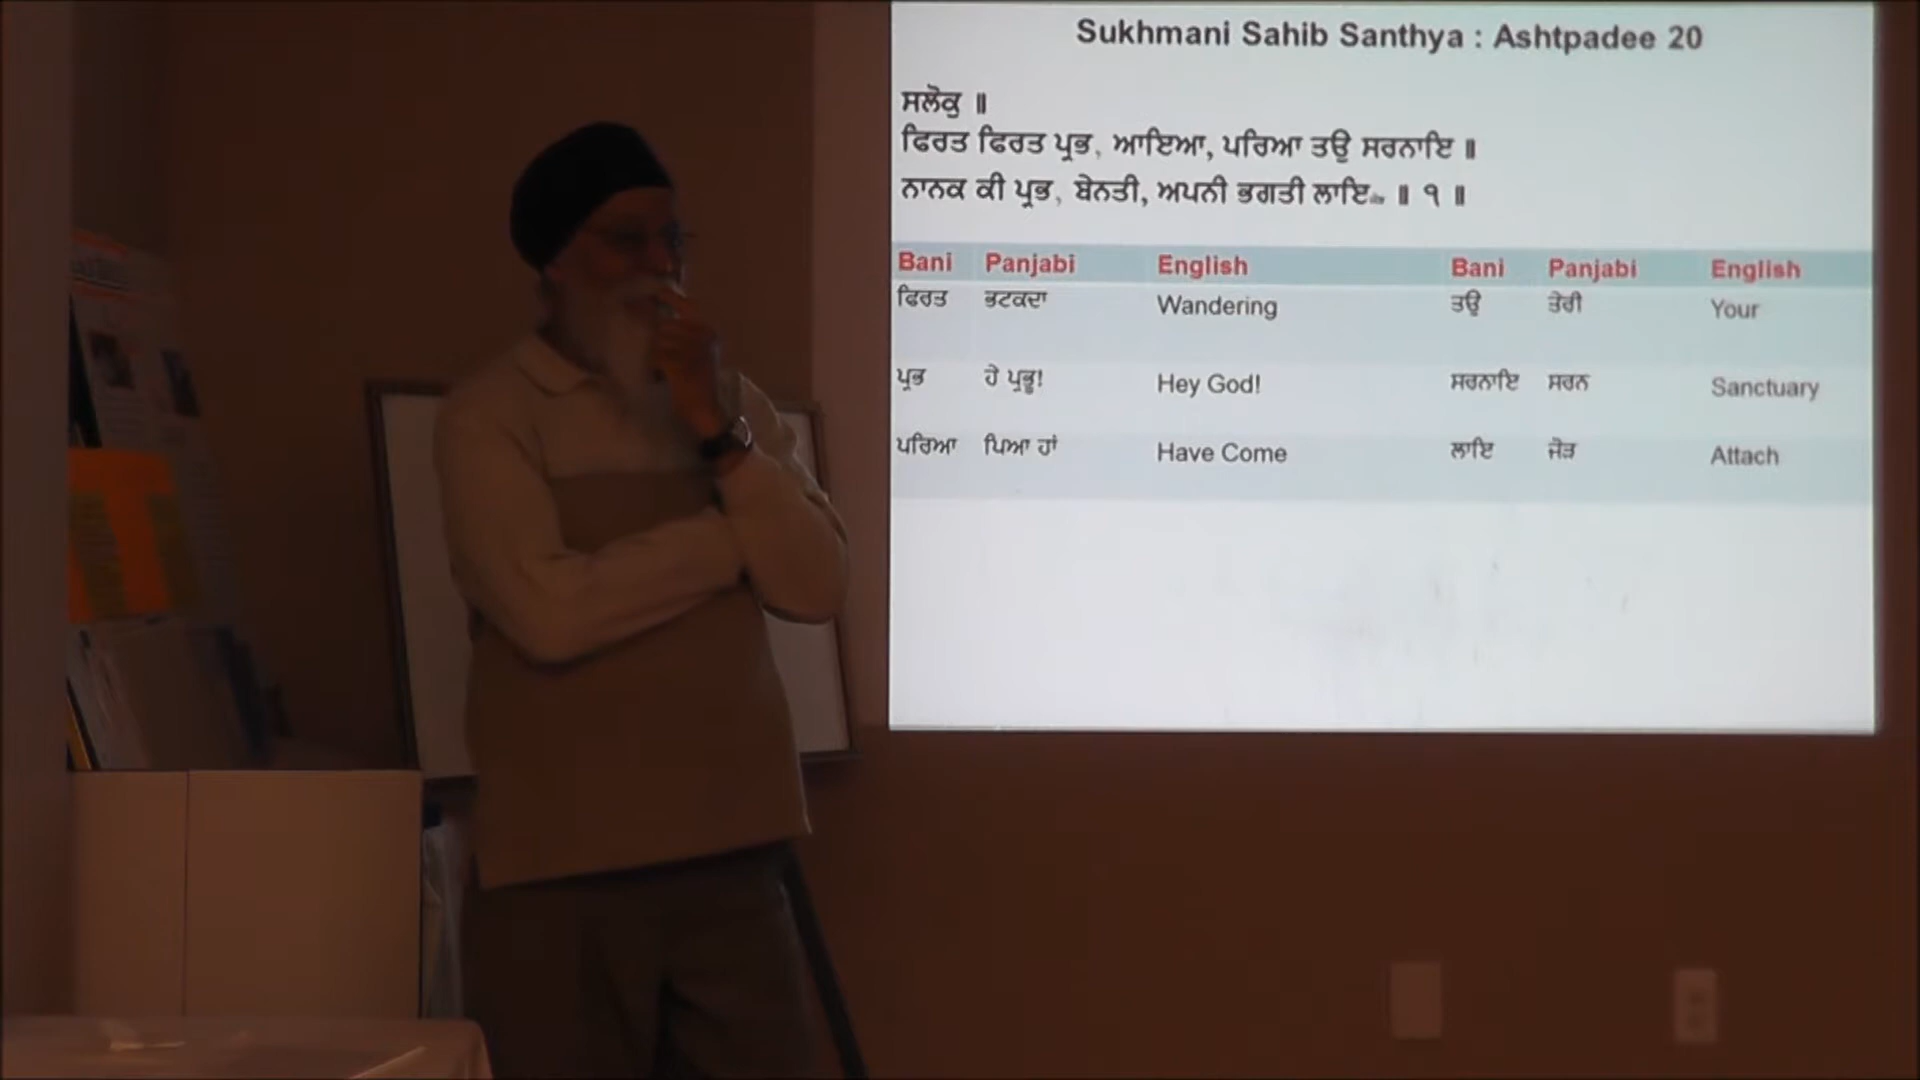 Sukhmani Sahib Santhya : Ashtpadee 20
ਸਲੋਕੁ ॥
ਫਿਰਤ ਫਿਰਤ ਪ੍ਰਭ, ਆਇਆ, ਪਰਿਆ ਤਉ ਸਰਨਾਇ ॥
ਨਾਨਕ ਕੀ ਪ੍ਰਭ, ਬੇਨਤੀ, ਅਪਨੀ ਭਗਤੀ ਲਾਇ ॥ ੧ ॥
Bani Panjabi English Bani Panjabi English
ਫਿਰਤ ਭਟਕਦਾ Wandering ਤਉ ਤੇਰੀ Your
ਪ੍ਰਭ ਹੇ ਪ੍ਰਭੂ! Hey God! ਸਰਨਾਇ ਸਰਨ Sanctuary
ਪਰਿਆ ਪਿਆ ਹਾਂ Have Come ਲਾਇ ਜੋੜ Attach